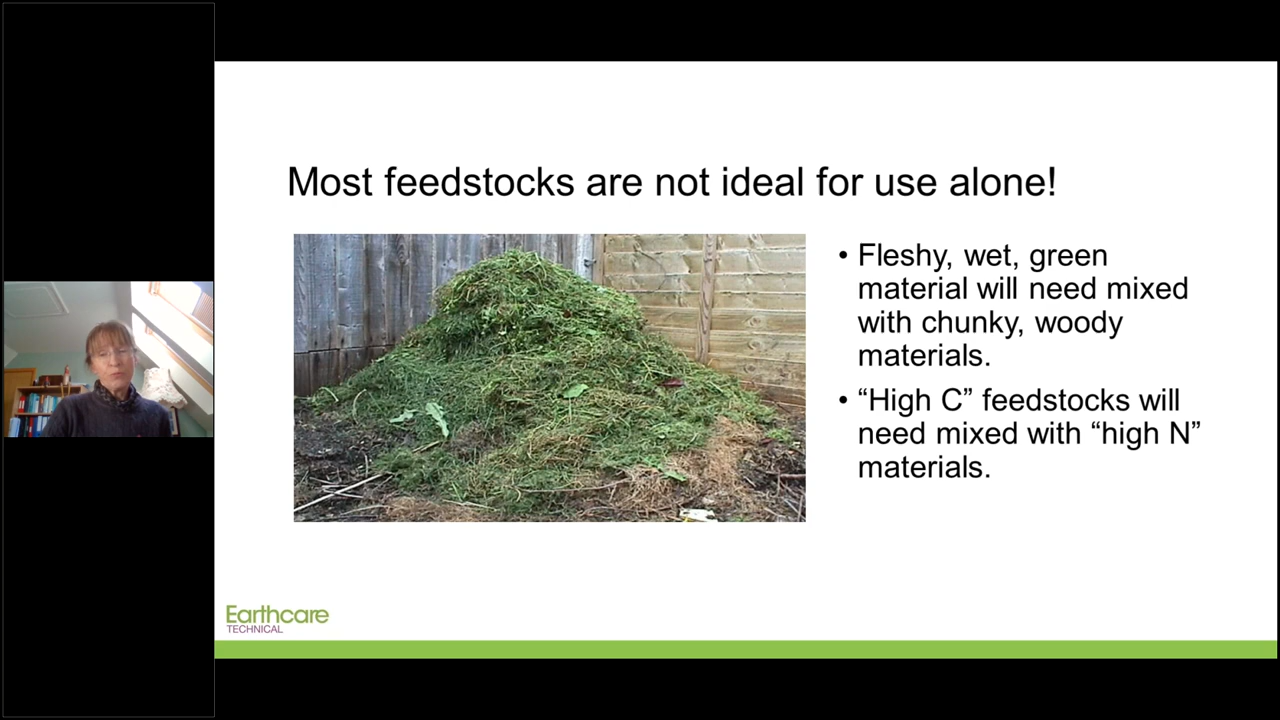 Most feedstocks are not ideal for use alone!
• Fleshy, wet, green
material will need mixed
with chunky, woody
materials.
• “High C” feedstocks will
need mixed with “high N”
materials.
Earthcare
TECHNICAL